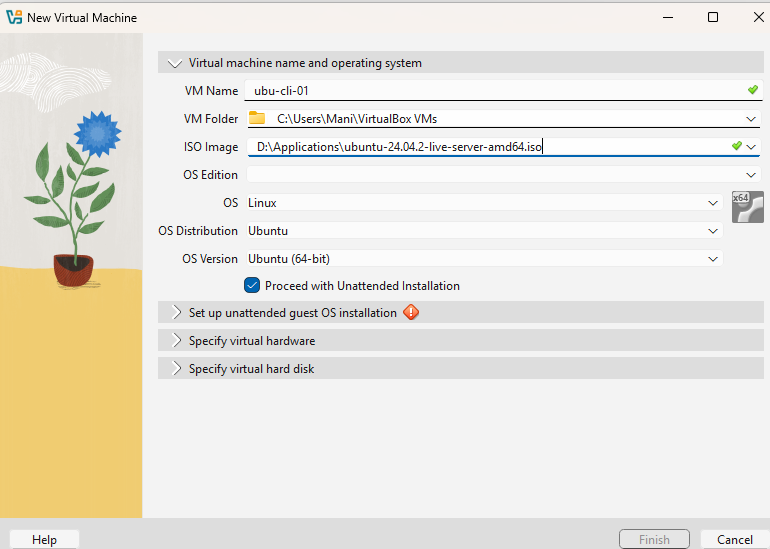 New Virtual Machine
Virtual machine name and operating system
VM Name ubu-cli-01
VM Folder C:\Users\Mani\VirtualBox VMs
ISO Image D:\Applications\ubuntu-24.04.2-live-server-amd64.iso
OS Edition
OS Linux x64
OS Distribution Ubuntu
OS Version Ubuntu (64-bit)
Proceed with Unattended Installation
Set up unattended guest OS installation
Specify virtual hardware
Specify virtual hard disk
Help Finish Cancel